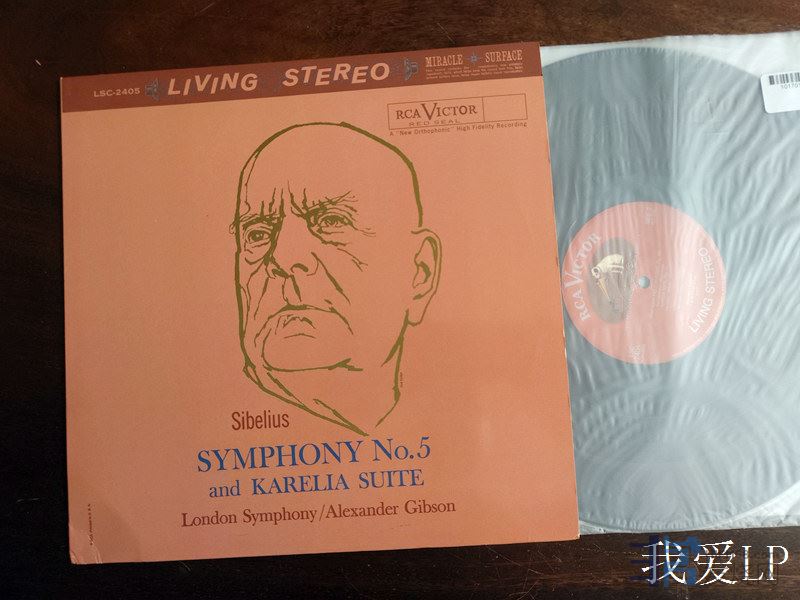 LSC-2405 LIVING STEREO MIRACLE SURFACE
RCA VICTOR
RED SEAL
A "New Orthophonic" High Fidelity Recording
Sibelius
SYMPHONY No.5
and KARELIA SUITE
London Symphony/Alexander Gibson
RCA VICTOR
LIVING STEREO
我爱LP